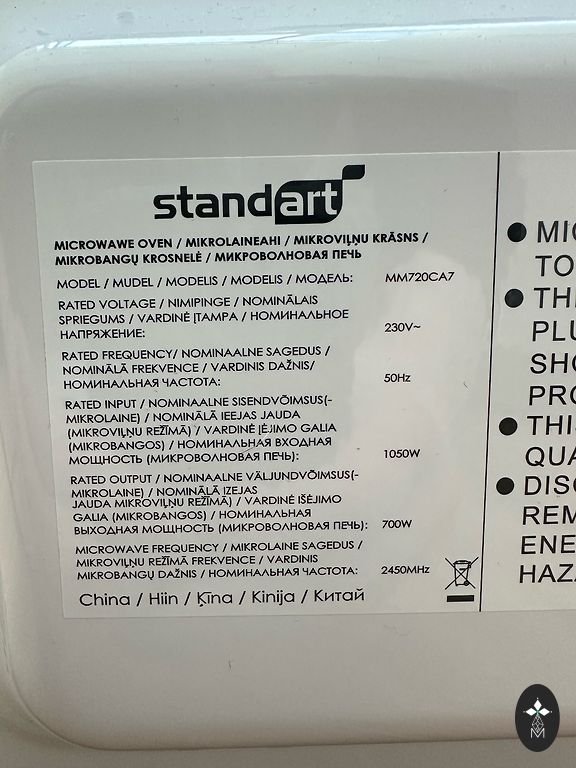 standart
MICROWAWE OVEN / MIKROLAINEAHI / MIKROVIĻŅU KRĀSNS /
MIKROBANGŲ KROSNELĖ / МИКРОВОЛНОВАЯ ПЕЧЬ
MODEL / MUDEL / MODELIS / MODELIS / МОДЕЛЬ: MM720CA7
RATED VOLTAGE / NIMIPINGE / NOMINĀLAIS
SPRIEGUMS / VARDINĖ ĮTAMPA / НОМИНАЛЬНОЕ
НАПРЯЖЕНИЕ: 230V~
RATED FREQUENCY/ NOMINAALNE SAGEDUS /
NOMINĀLĀ FREKVENCE / VARDINIS DAŽNIS/
НОМИНАЛЬНАЯ ЧАСТОТА: 50Hz
RATED INPUT / NOMINAALNE SISENDVÕIMSUS(-
MIKROLAINE) / NOMINĀLĀ IEEJAS JAUDA
(MIKROVIĻŅU REŽĪMĀ) / VARDINĖ ĮĖJIMO GALIA
(MIKROBANGOS) / НОМИНАЛЬНАЯ ВХОДНАЯ
МОЩНОСТЬ (МИКРОВОЛНОВАЯ ПЕЧЬ): 1050W
RATED OUTPUT / NOMINAALNE VÄLJUNDVÕIMSUS(-
MIKROLAINE) / NOMINĀLĀ IZEJAS
JAUDA MIKROVIĻŅU REŽĪMĀ) / VARDINĖ IŠĖJIMO
GALIA (MIKROBANGOS) / НОМИНАЛЬНАЯ
ВЫХОДНАЯ МОЩНОСТЬ (МИКРОВОЛНОВАЯ ПЕЧЬ): 700W
MICROWAVE FREQUENCY / MIKROLAINE SAGEDUS /
MIKROVIĻŅU REŽĪMĀ FREKVENCE / VARDINIS
MIKROBANGŲ DAŽNIS / НОМИНАЛЬНАЯ ЧАСТОТА: 2450MHz
China / Hiin / Ķīna / Kinija / Китай
● MIC
TO
● THI
PLU
SHO
PRO
● THIS
QUA
● DISC
REM
ENE
HAZA
M